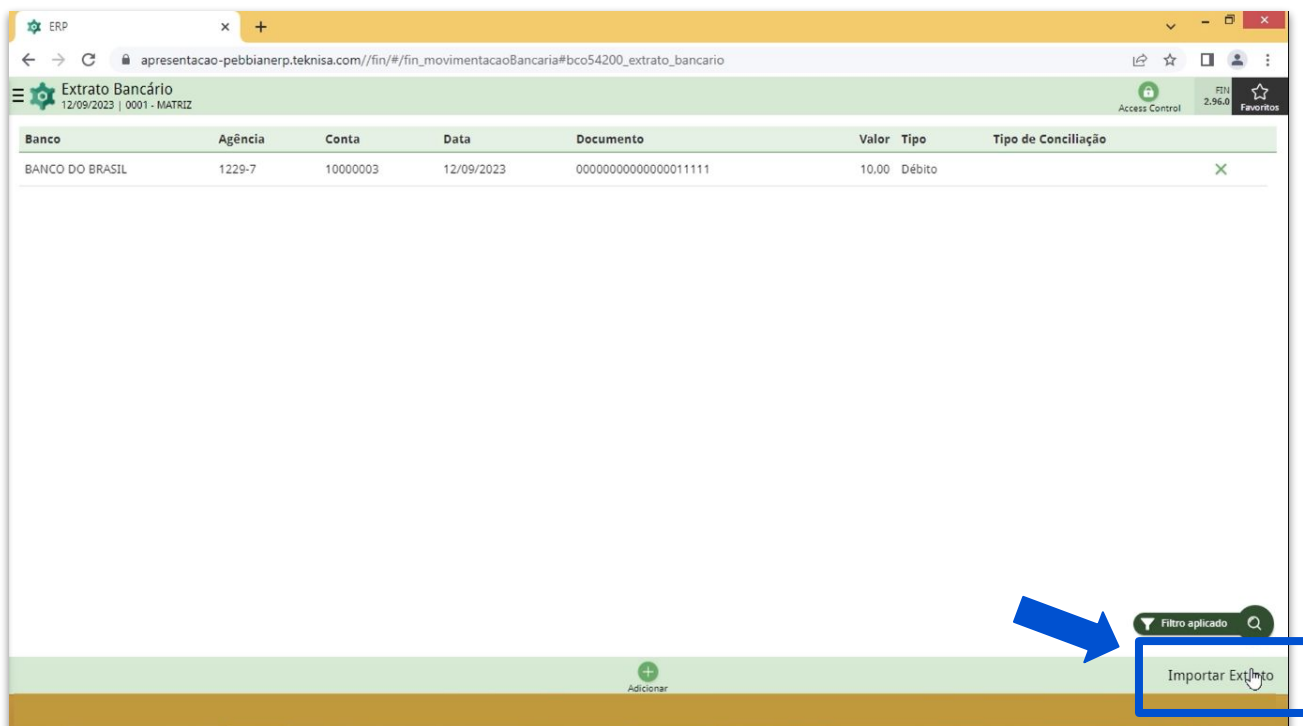 ERP
apresentacao-pebbianerp.teknisa.com//fin/#/fin_movimentacaoBancaria#bco54200_extrato_bancario
Extrato Bancário
12/09/2023 | 0001 - MATRIZ
Access Control
FIN
2.96.0
Favoritos
Banco Agência Conta Data Documento Valor Tipo Tipo de Conciliação
BANCO DO BRASIL 1229-7 10000003 12/09/2023 00000000000000011111 10,00 Débito
Filtro aplicado
Adicionar
Importar Extrato